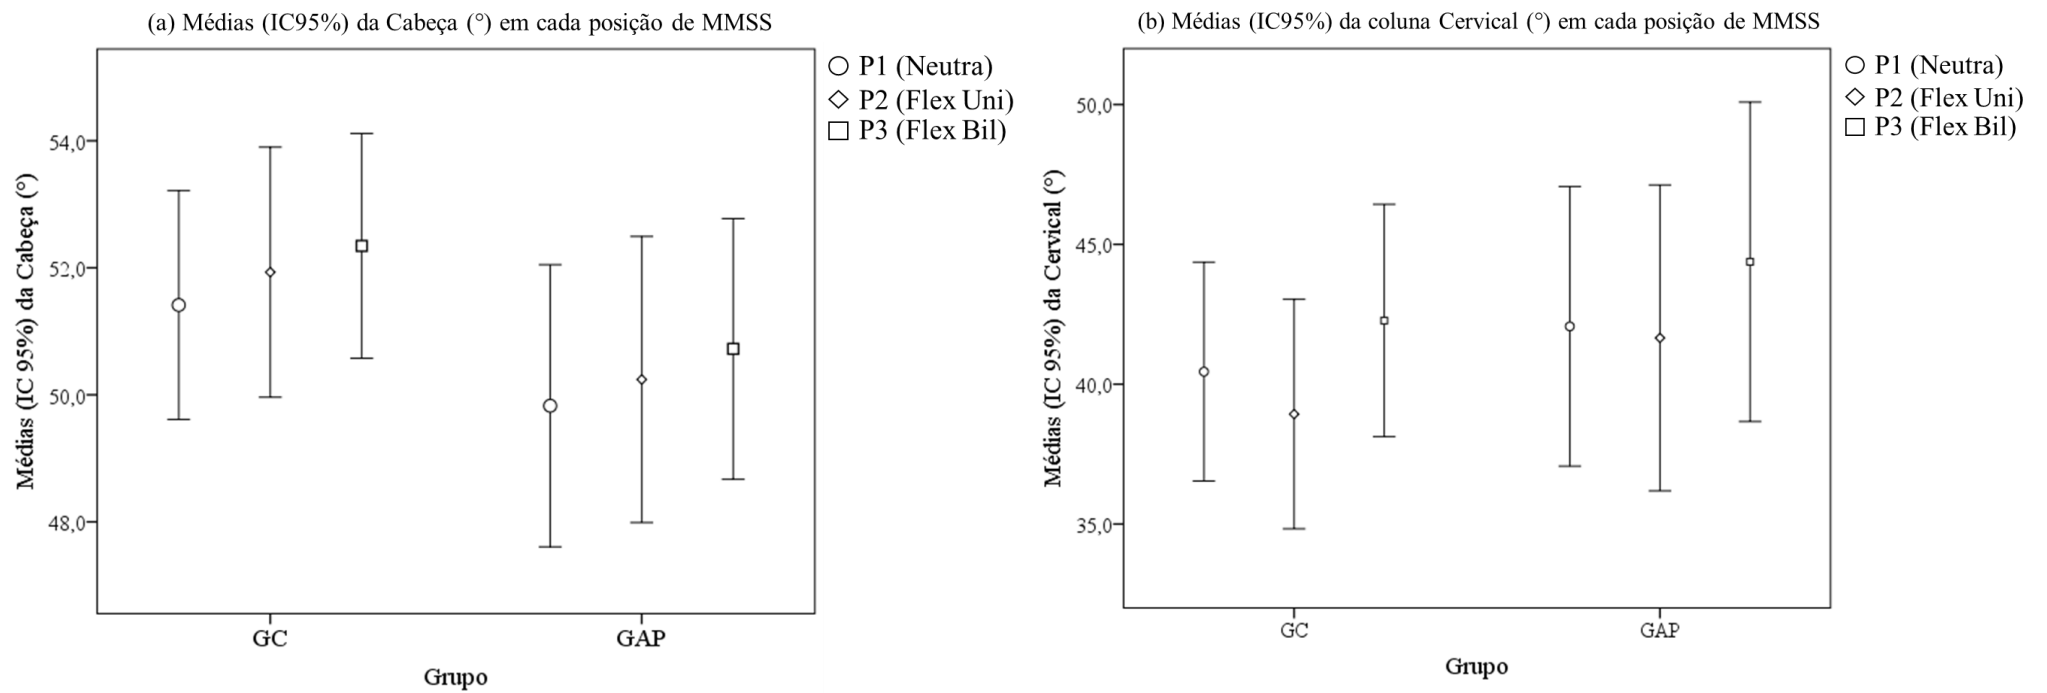 (a) Médias (IC95%) da Cabeça (°) em cada posição de MMSS
P1 (Neutra)
P2 (Flex Uni)
P3 (Flex Bil)
Médias (IC 95%) da Cabeça (°)
54,0
52,0
50,0
48,0
GC
GAP
Grupo
(b) Médias (IC95%) da coluna Cervical (°) em cada posição de MMSS
P1 (Neutra)
P2 (Flex Uni)
P3 (Flex Bil)
Médias (IC 95%) da Cervical (°)
50,0
45,0
40,0
35,0
GC
GAP
Grupo